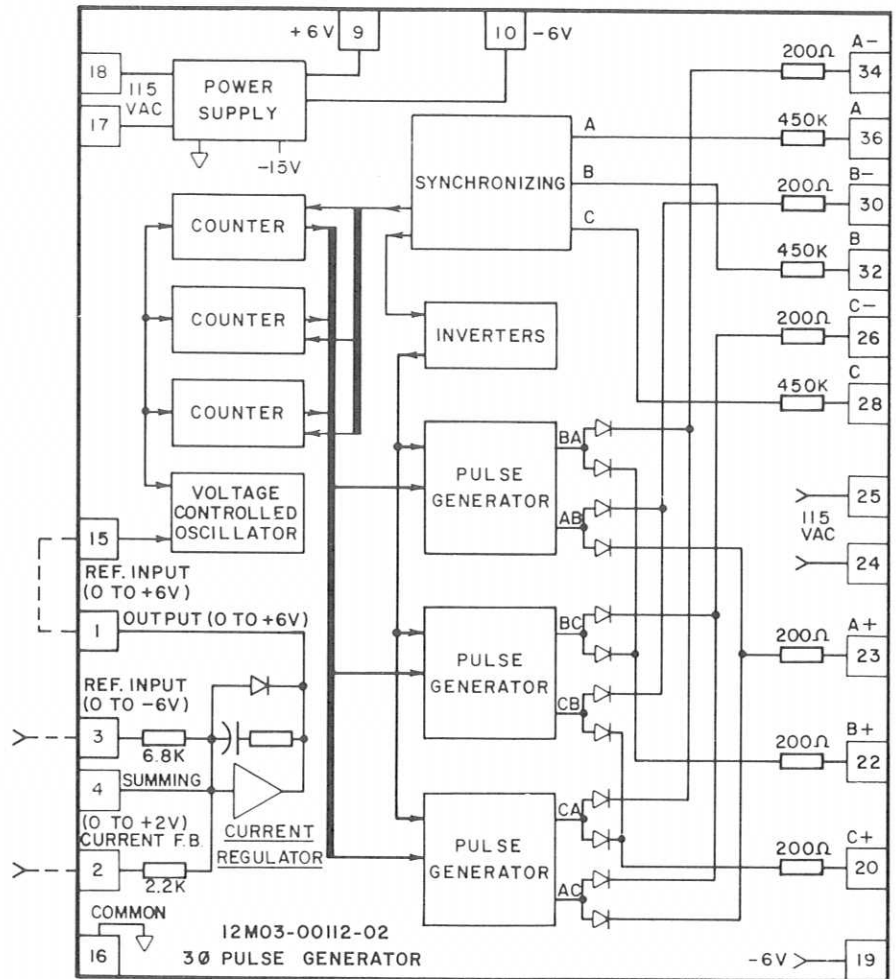 +6V 9
10 -6V
18
115
VAC
17
POWER
SUPPLY
-15V
SYNCHRONIZING
A
B
C
200Ω
A-
34
450K
A
36
200Ω
B-
30
450K
B
32
200Ω
C-
26
450K
C
28
COUNTER
COUNTER
COUNTER
INVERTERS
VOLTAGE
CONTROLLED
OSCILLATOR
PULSE
GENERATOR
BA
AB
25
115
VAC
24
15
REF. INPUT
(0 TO +6V)
1
OUTPUT (0 TO +6V)
PULSE
GENERATOR
BC
CB
200Ω
A+
23
REF. INPUT
(0 TO -6V)
3
6.8K
4
SUMMING
(0 TO +2V)
CURRENT F.B.
2
2.2K
CURRENT
REGULATOR
200Ω
B+
22
PULSE
GENERATOR
CA
AC
200Ω
C+
20
COMMON
16
12M03-00112-02
3Ø PULSE GENERATOR
-6V
19